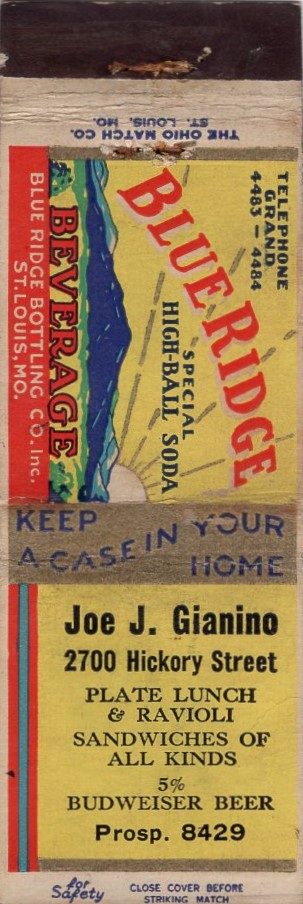 THE OHIO MATCH CO.
ST. LOUIS, MO.
TELEPHONE
GRAND
4483 - 4484
BLUE RIDGE
SPECIAL
HIGH-BALL SODA
BEVERAGE
BLUE RIDGE BOTTLING CO. Inc.
ST. LOUIS, MO.
KEEP
A CASE IN YOUR
HOME
Joe J. Gianino
2700 Hickory Street
PLATE LUNCH
& RAVIOLI
SANDWICHES OF
ALL KINDS
5%
BUDWEISER BEER
Prosp. 8429
for
Safety
CLOSE COVER BEFORE
STRIKING MATCH